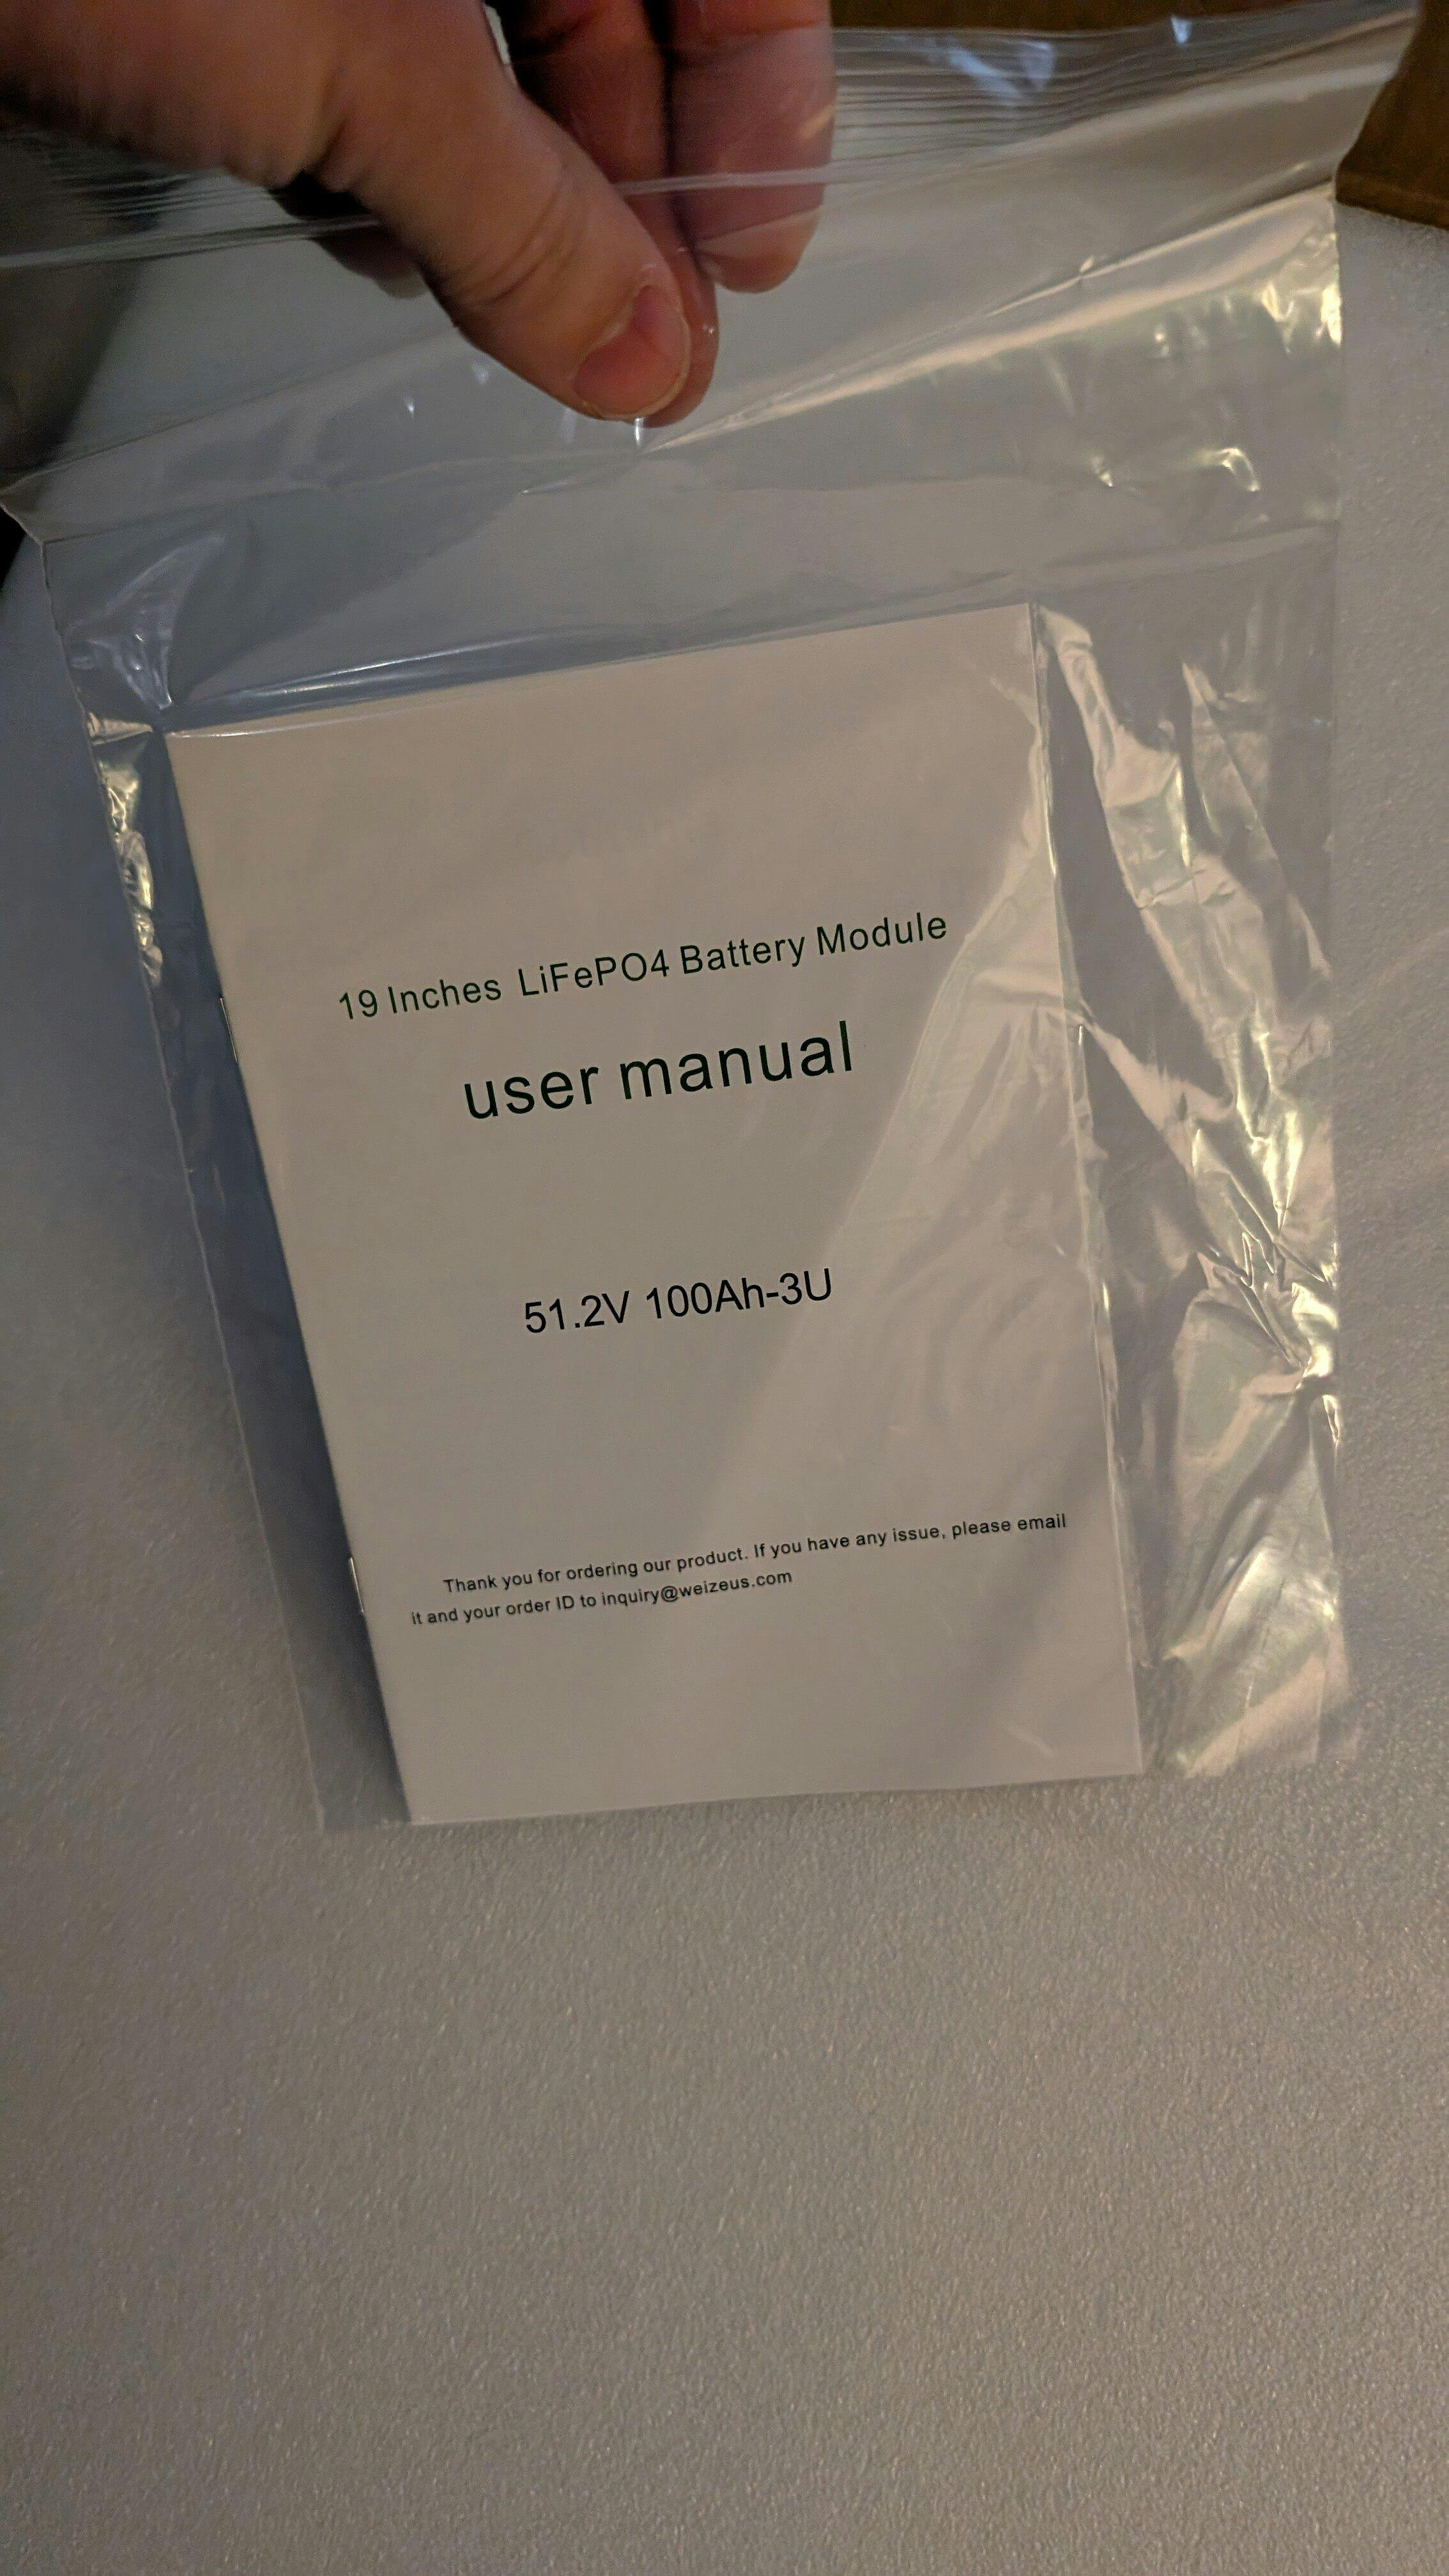 19 Inches LiFePO4 Battery Module
user manual
51.2V 100Ah-3U
Thank you for ordering our product. If you have any issue, please email
it and your order ID to inquiry@weizeus.com